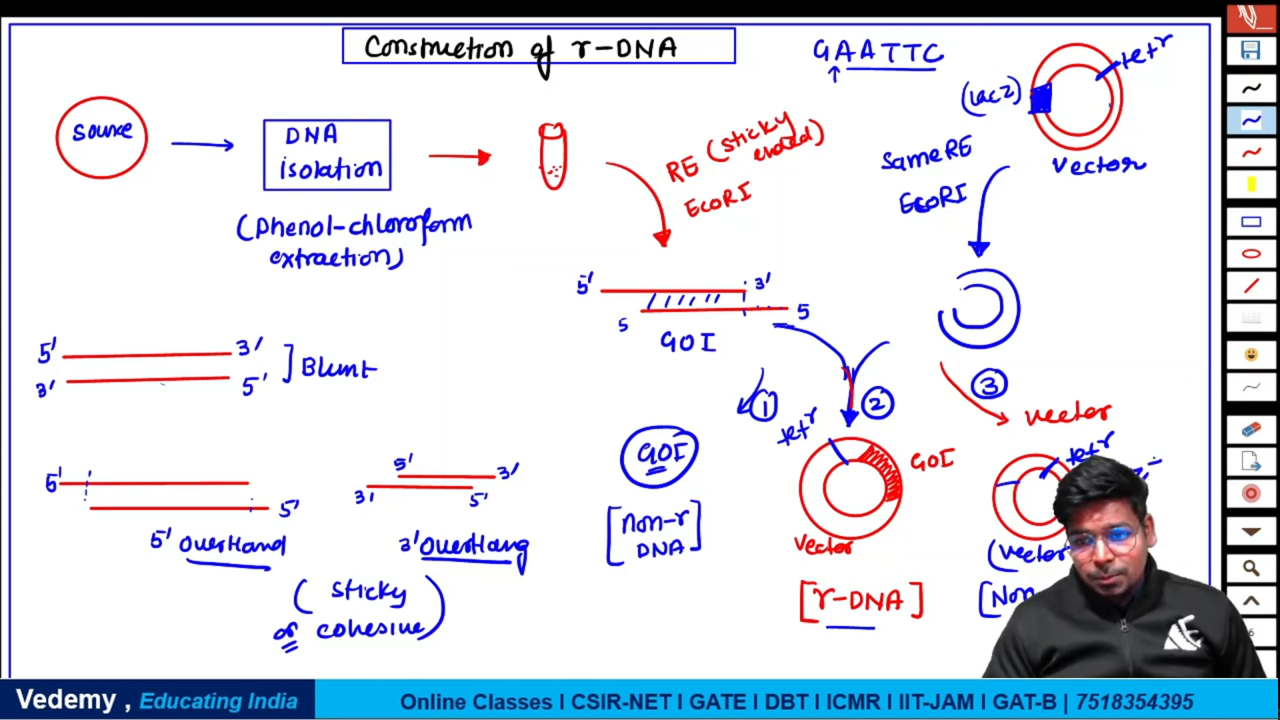 Construction of r-DNA
GAATTC
tetʳ
(lacZ)
vector
Source
DNA
isolation
(Phenol-chloroform
extraction)
RE (sticky
ended)
EcoRI
Same RE
EcoRI
5' 3'
5 5
GOI
5' 3'
3' 5'
Blunt
1
2
3
vector
tetʳ
GOI
vector
[r-DNA]
GOI
[Non-r
DNA]
tetʳ
(vector
[Non-
5'
5'
5' OverHand
5' 3'
3' 5'
3' OverHang
(sticky
or cohesive)
Vedemy , Educating India
Online Classes I CSIR-NET I GATE I DBT I ICMR I IIT-JAM I GAT-B | 7518354395